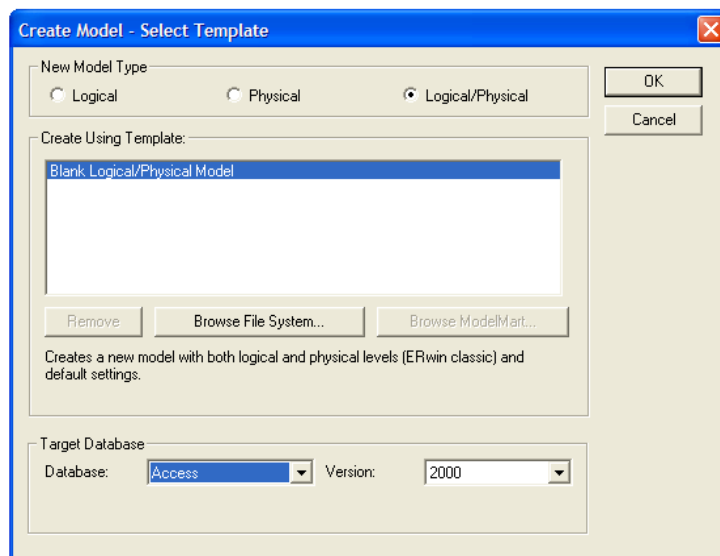 Create Model - Select Template
New Model Type
Logical Physical Logical/Physical
OK
Cancel
Create Using Template:
Blank Logical/Physical Model
Remove Browse File System... Browse ModelMart...
Creates a new model with both logical and physical levels (ERwin classic) and
default settings.
Target Database
Database: Access Version: 2000